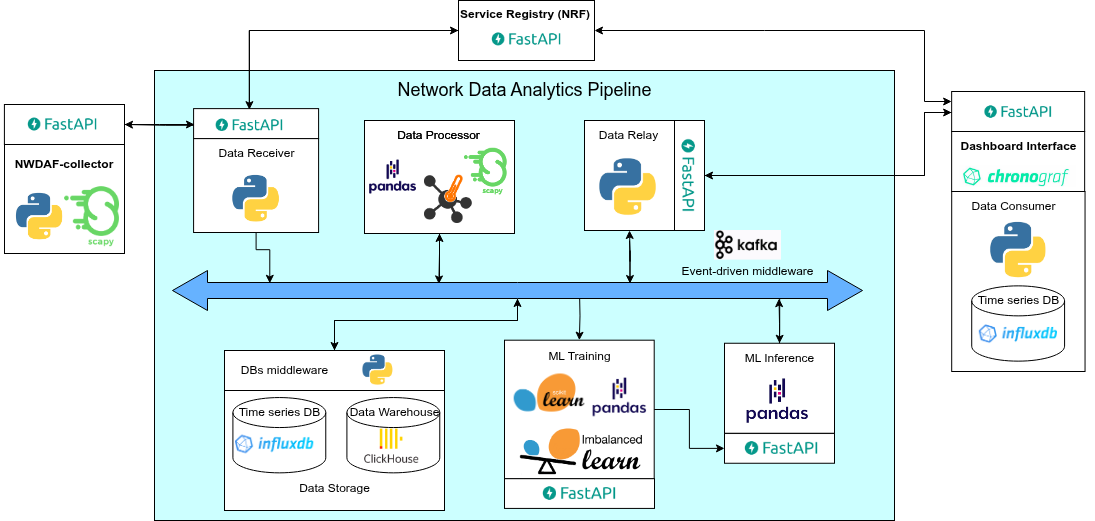 Service Registry (NRF)
FastAPI
Network Data Analytics Pipeline
FastAPI
NWDAF-collector
scapy
FastAPI
Data Receiver
Data Processor
pandas
scapy
Data Relay
FastAPI
FastAPI
Dashboard Interface
chronograf
Data Consumer
Time series DB
influxdb
kafka
Event-driven middleware
DBs middleware
Time series DB
influxdb
Data Warehouse
ClickHouse
Data Storage
ML Training
learn
pandas
Imbalanced
learn
FastAPI
ML Inference
pandas
FastAPI